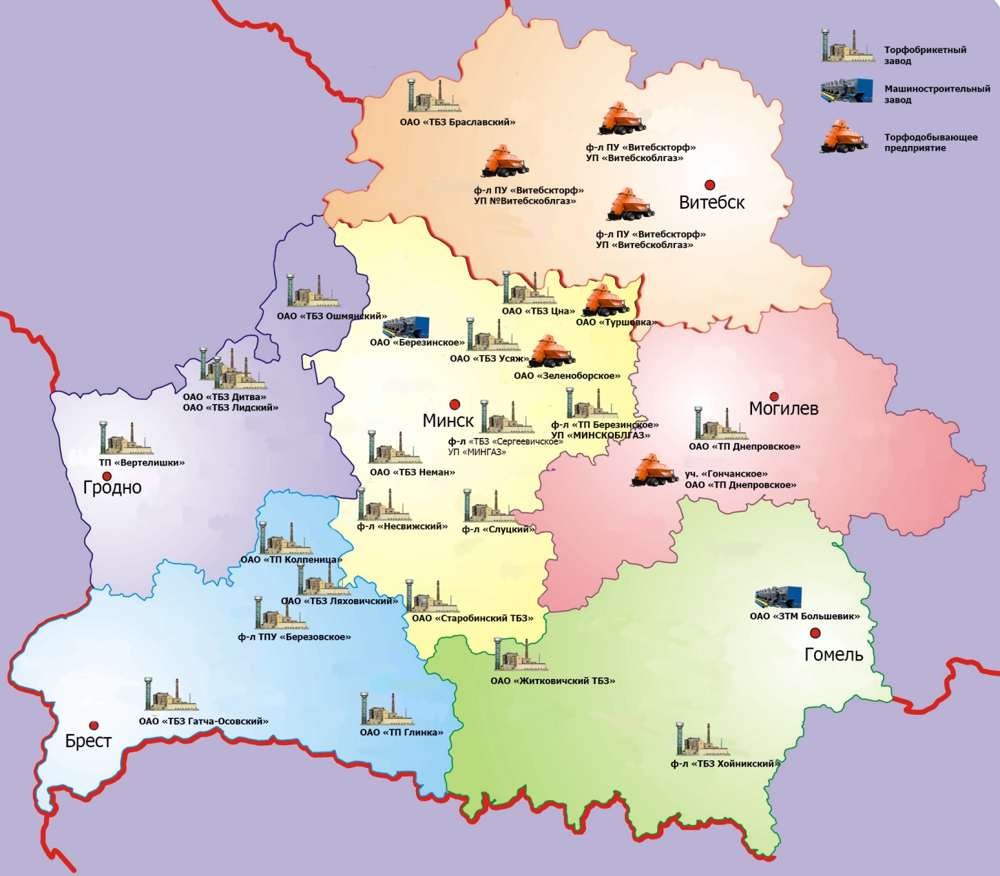 Торфобрикетный
завод
Машиностроительный
завод
Торфодобывающее
предприятие
ОАО «ТБЗ Браславский»
ф-л ПУ «Витебскторф»
УП «Витебскоблгаз»
ф-л ПУ «Витебскторф»
УП №Витебскоблгаз»
Витебск
ф-л ПУ «Витебскторф»
УП «Витебскоблгаз»
ОАО «ТБЗ Ошмянский»
ОАО «ТБЗ Цна»
ОАО «Туршовка»
ОАО «Березинское»
ОАО «ТБЗ Усяж»
ОАО «Зеленоборское»
ОАО «ТБЗ Дитва»
ОАО «ТБЗ Лидский»
Минск
Могилев
ф-л «ТП Березинское»
УП «МИНСКОБЛГАЗ»
ф-л «ТБЗ «Сергеевичское»
УП «МИНГАЗ»
ОАО «ТП Днепровское»
ТП «Вертелишки»
Гродно
ОАО «ТБЗ Неман»
уч. «Гончанское»
ОАО «ТП Днепровское»
ф-л «Несвижский»
ф-л «Слуцкий»
ОАО «ТП Колпеница»
ОАО «ТБЗ Ляховичский»
ОАО «Старобинский ТБЗ»
ОАО «ЗТМ Большевик»
ф-л ТПУ «Березовское»
Гомель
ОАО «Житковичский ТБЗ»
ОАО «ТБЗ Гатча-Осовский»
ОАО «ТП Глинка»
Брест
ф-л «ТБЗ Хойникский»